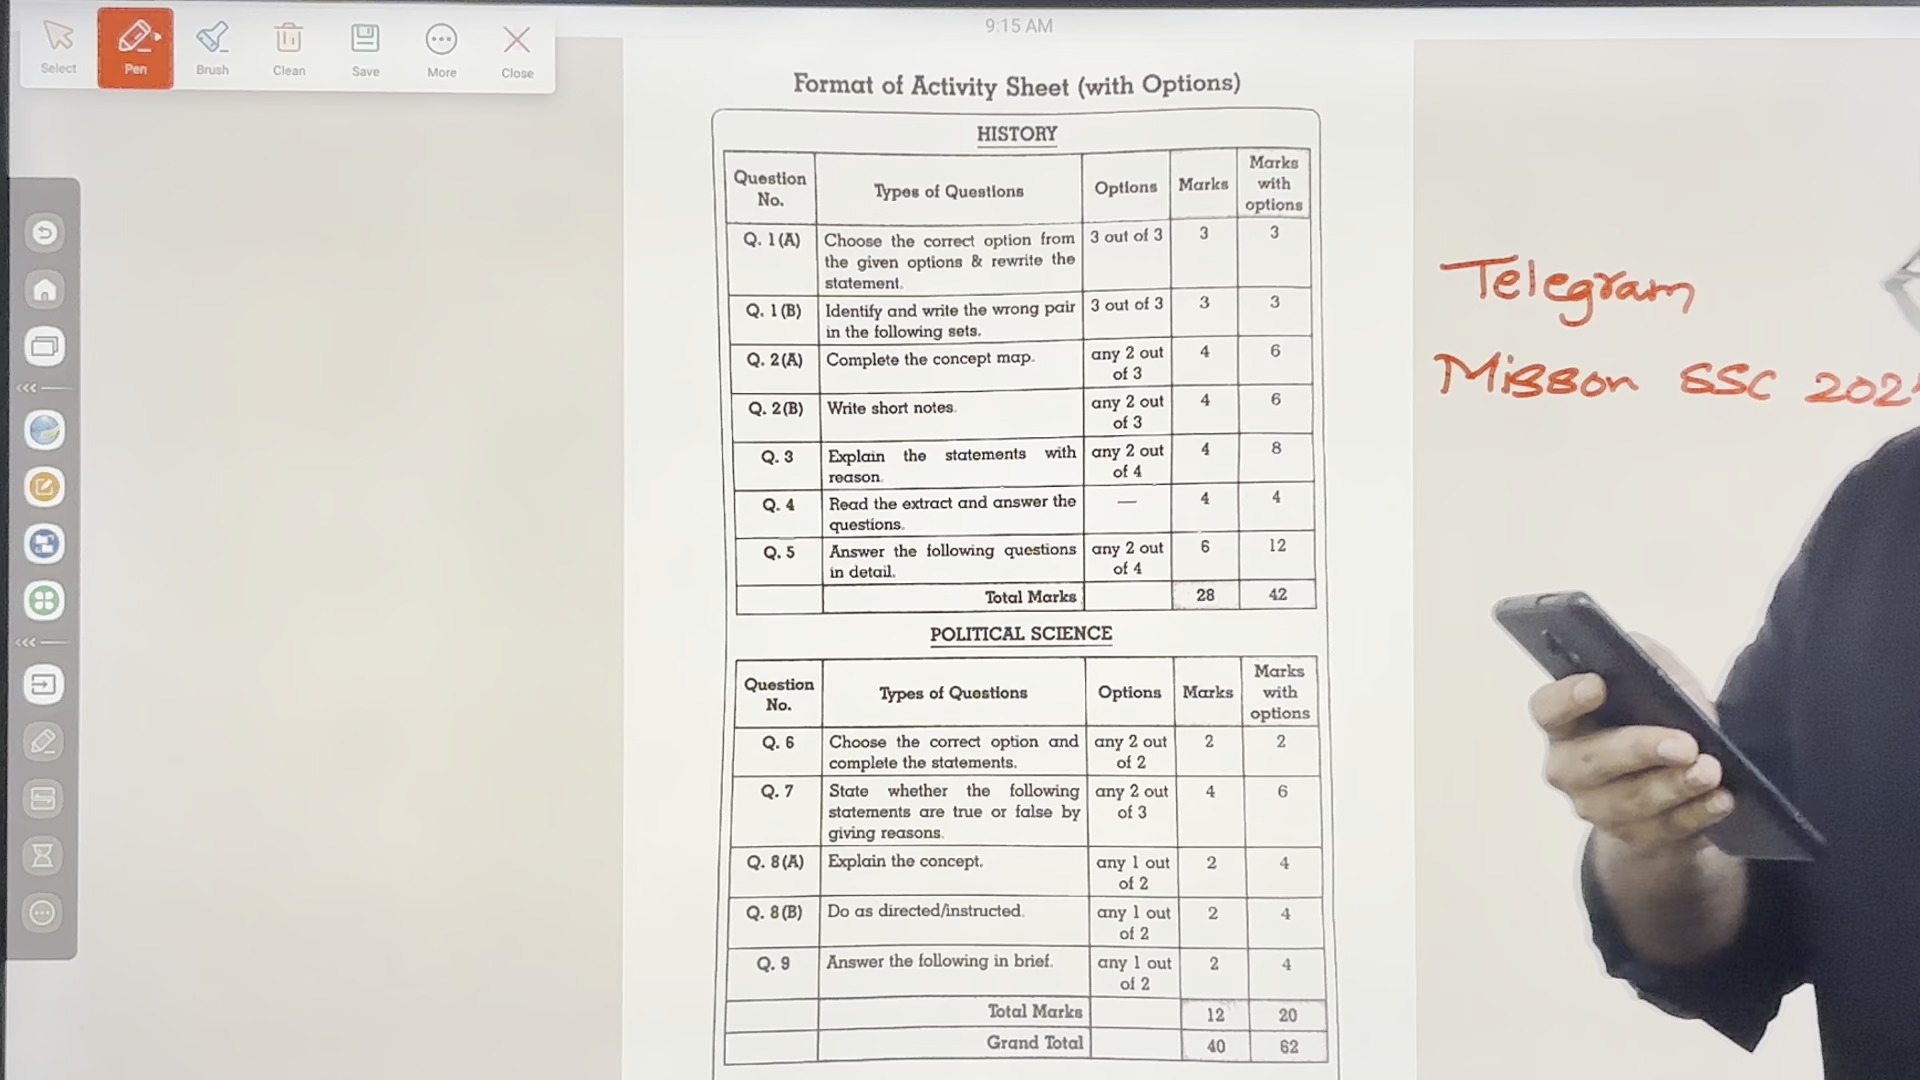 9:15 AM
Select Pen Brush Clean Save More Close
Format of Activity Sheet (with Options)
HISTORY
Question No. Types of Questions Options Marks Marks with options
Q. 1(A) Choose the correct option from the given options & rewrite the statement. 3 out of 3 3 3
Q. 1(B) Identify and write the wrong pair in the following sets. 3 out of 3 3 3
Q. 2(A) Complete the concept map. any 2 out of 3 4 6
Q. 2(B) Write short notes. any 2 out of 3 4 6
Q. 3 Explain the statements with reason. any 2 out of 4 4 8
Q. 4 Read the extract and answer the questions. — 4 4
Q. 5 Answer the following questions in detail. any 2 out of 4 6 12
Total Marks 28 42
POLITICAL SCIENCE
Question No. Types of Questions Options Marks Marks with options
Q. 6 Choose the correct option and complete the statements. any 2 out of 2 2 2
Q. 7 State whether the following statements are true or false by giving reasons. any 2 out of 3 4 6
Q. 8(A) Explain the concept. any 1 out of 2 2 4
Q. 8(B) Do as directed/instructed. any 1 out of 2 2 4
Q. 9 Answer the following in brief. any 1 out of 2 2 4
Total Marks 12 20
Grand Total 40 62
Telegram
Misson SSC